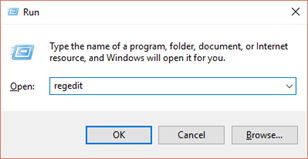 Run
Type the name of a program, folder, document, or Internet
resource, and Windows will open it for you.
Open: regedit
OK Cancel Browse...